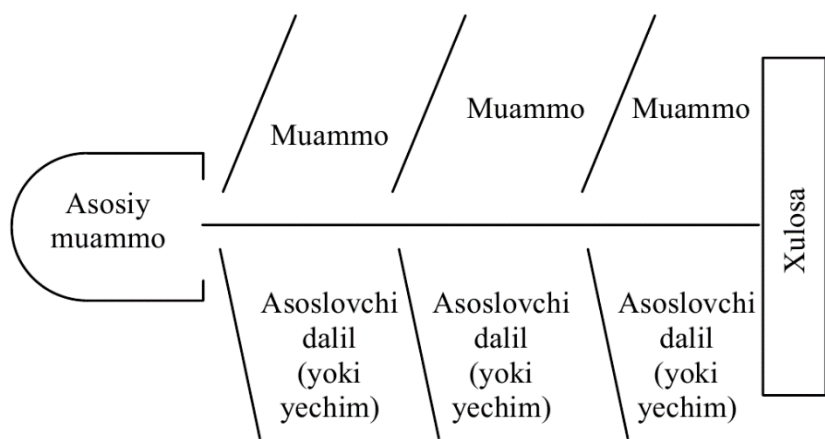 Muammo
Muammo
Muammo
Asosiy
muammo
Xulosa
Asoslovchi
dalil
(yoki
yechim)
Asoslovchi
dalil
(yoki
yechim)
Asoslovchi
dalil
(yoki
yechim)